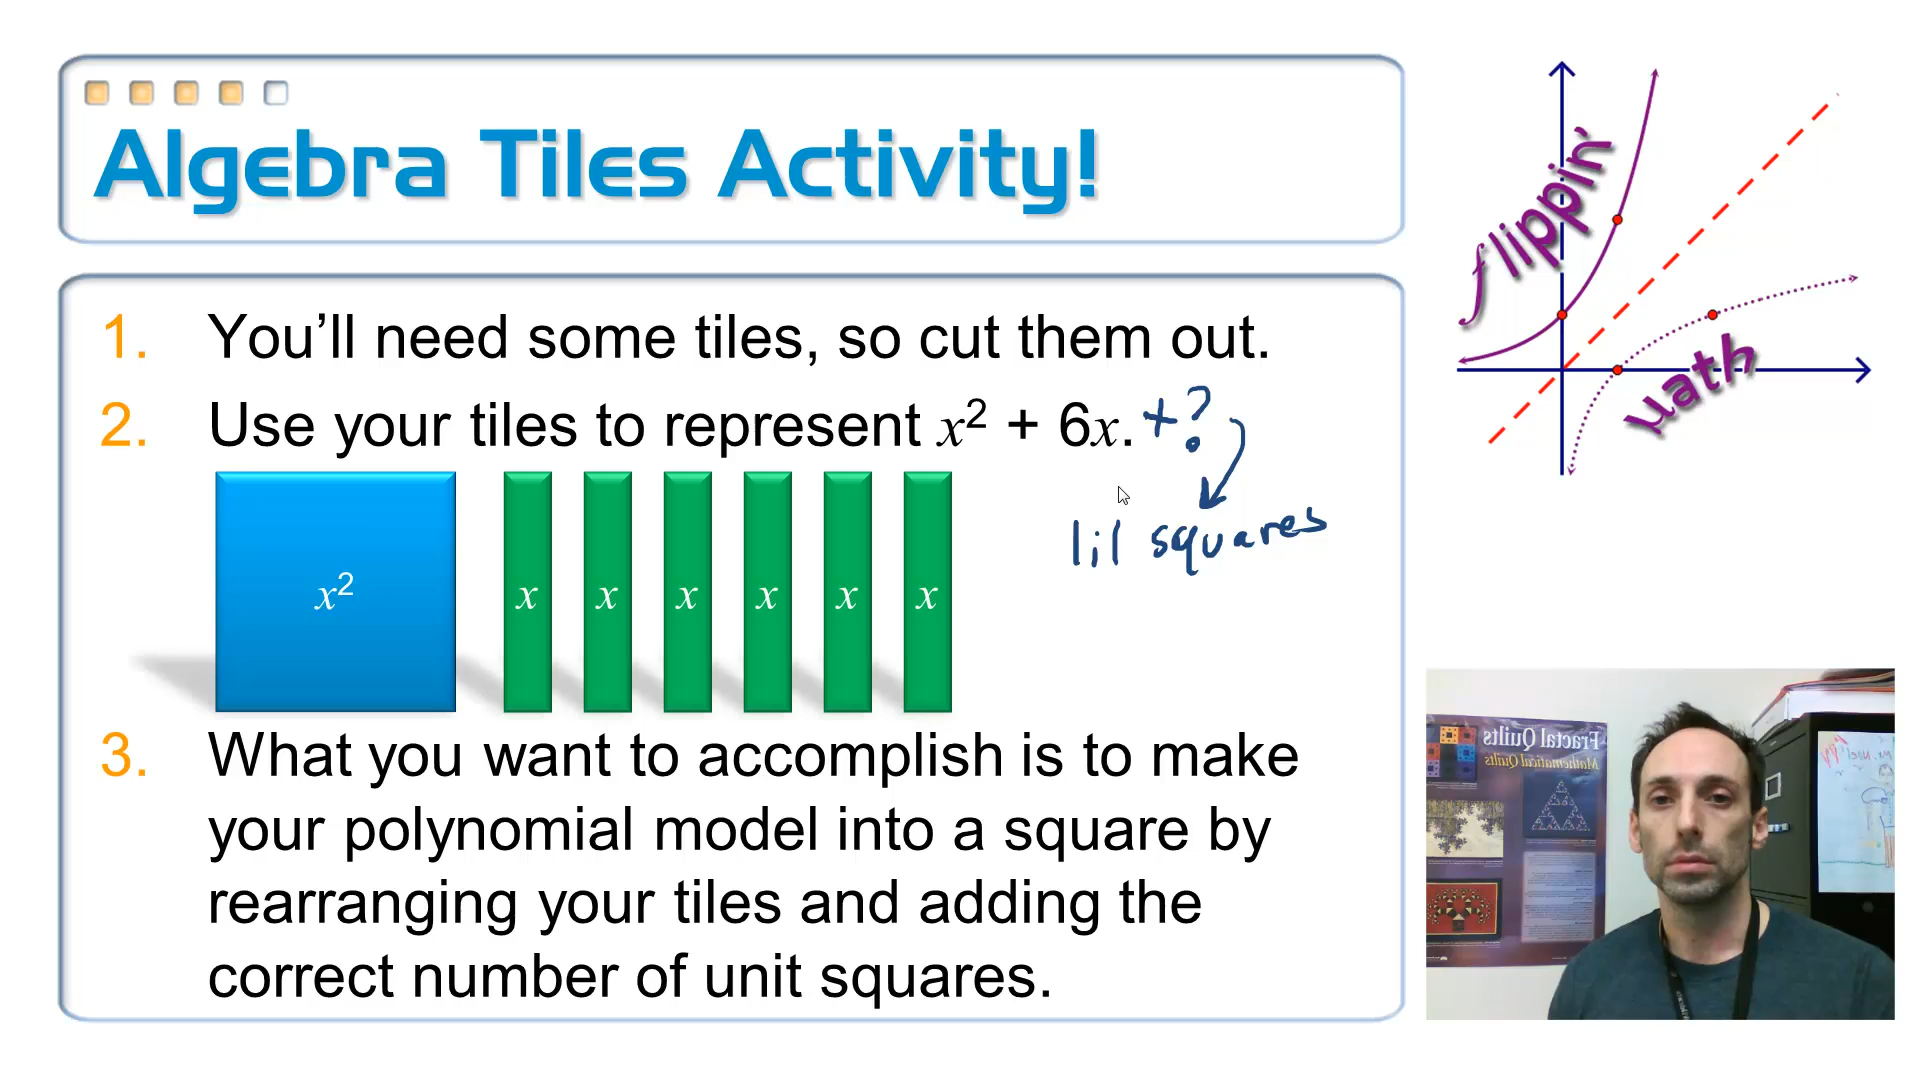 Algebra Tiles Activity!
1. You'll need some tiles, so cut them out.
2. Use your tiles to represent x² + 6x. + ?
lil squares
x² x x x x x x
3. What you want to accomplish is to make
your polynomial model into a square by
rearranging your tiles and adding the
correct number of unit squares.
flippin'
math
Fractal Quilts
Mathematical Quilts